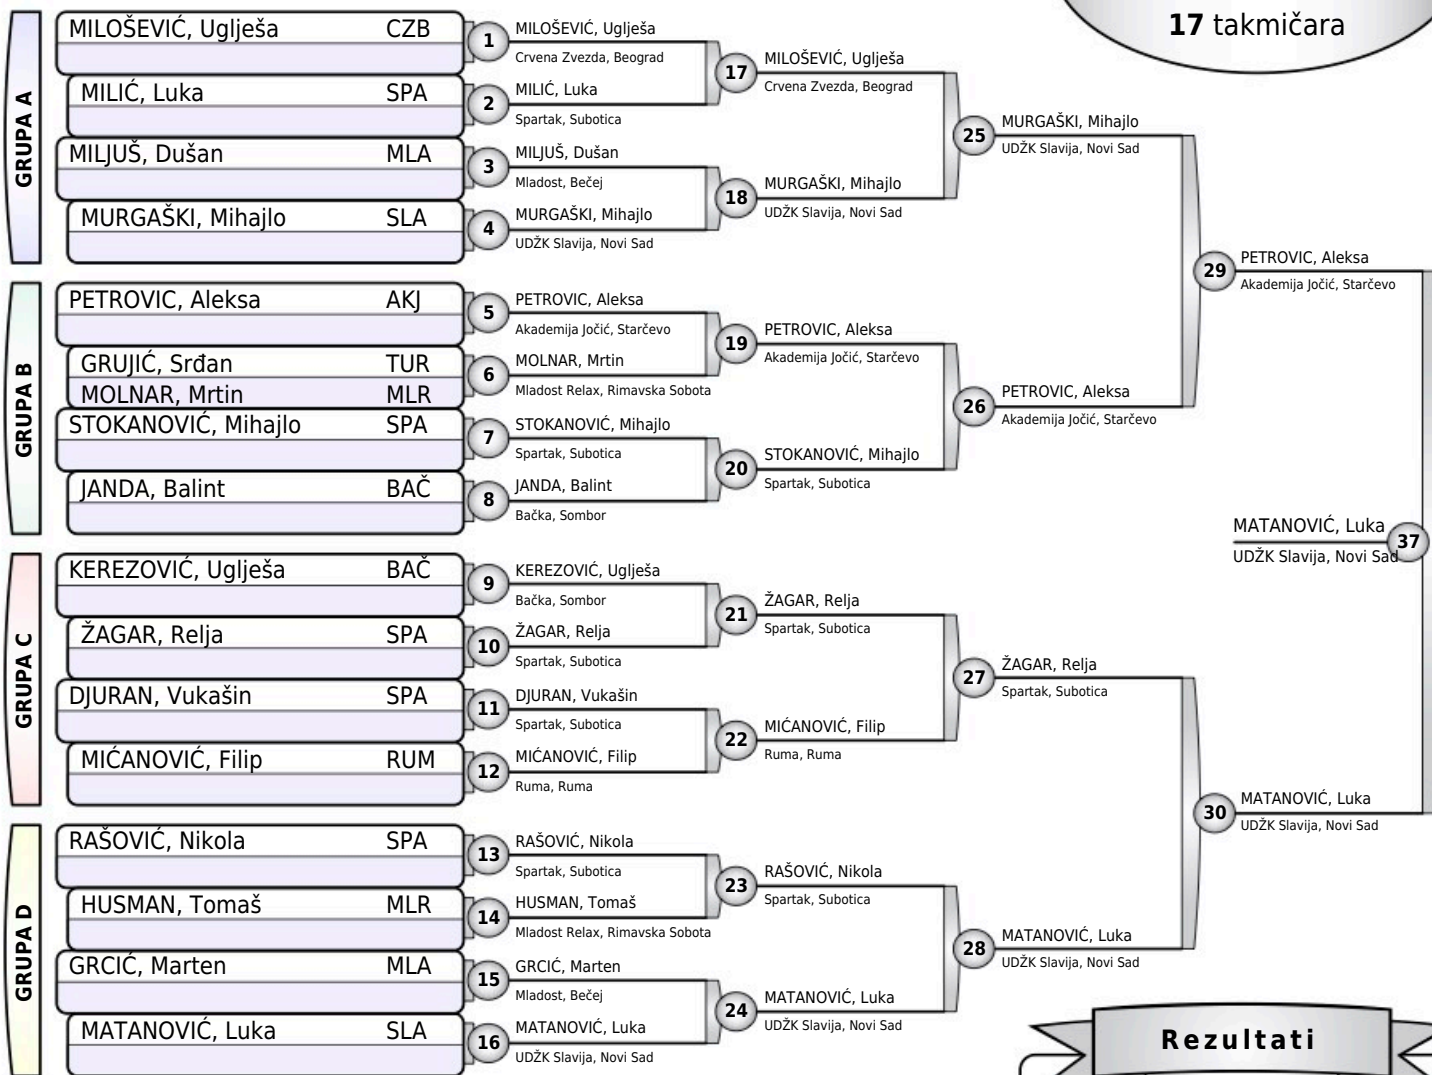 17 takmičara
GRUPA A
MILOŠEVIĆ, Uglješa CZB
MILIĆ, Luka SPA
MILJUŠ, Dušan MLA
MURGAŠKI, Mihajlo SLA
1
MILOŠEVIĆ, Uglješa
Crvena Zvezda, Beograd
2
MILIĆ, Luka
Spartak, Subotica
3
MILJUŠ, Dušan
Mladost, Bečej
4
MURGAŠKI, Mihajlo
UDŽK Slavija, Novi Sad
17
MILOŠEVIĆ, Uglješa
Crvena Zvezda, Beograd
18
MURGAŠKI, Mihajlo
UDŽK Slavija, Novi Sad
25
MURGAŠKI, Mihajlo
UDŽK Slavija, Novi Sad
GRUPA B
PETROVIC, Aleksa AKJ
GRUJIĆ, Srđan TUR
MOLNAR, Mrtin MLR
STOKANOVIĆ, Mihajlo SPA
JANDA, Balint BAČ
5
PETROVIC, Aleksa
Akademija Jočić, Starčevo
6
MOLNAR, Mrtin
Mladost Relax, Rimavska Sobota
7
STOKANOVIĆ, Mihajlo
Spartak, Subotica
8
JANDA, Balint
Bačka, Sombor
19
PETROVIC, Aleksa
Akademija Jočić, Starčevo
20
STOKANOVIĆ, Mihajlo
Spartak, Subotica
26
PETROVIC, Aleksa
Akademija Jočić, Starčevo
29
PETROVIC, Aleksa
Akademija Jočić, Starčevo
MATANOVIĆ, Luka
37
UDŽK Slavija, Novi Sad
GRUPA C
KEREZOVIĆ, Uglješa BAČ
ŽAGAR, Relja SPA
DJURAN, Vukašin SPA
MIĆANOVIĆ, Filip RUM
9
KEREZOVIĆ, Uglješa
Bačka, Sombor
10
ŽAGAR, Relja
Spartak, Subotica
11
DJURAN, Vukašin
Spartak, Subotica
12
MIĆANOVIĆ, Filip
Ruma, Ruma
21
ŽAGAR, Relja
Spartak, Subotica
22
MIĆANOVIĆ, Filip
Ruma, Ruma
27
ŽAGAR, Relja
Spartak, Subotica
GRUPA D
RAŠOVIĆ, Nikola SPA
HUSMAN, Tomaš MLR
GRCIĆ, Marten MLA
MATANOVIĆ, Luka SLA
13
RAŠOVIĆ, Nikola
Spartak, Subotica
14
HUSMAN, Tomaš
Mladost Relax, Rimavska Sobota
15
GRCIĆ, Marten
Mladost, Bečej
16
MATANOVIĆ, Luka
UDŽK Slavija, Novi Sad
23
RAŠOVIĆ, Nikola
Spartak, Subotica
24
MATANOVIĆ, Luka
UDŽK Slavija, Novi Sad
28
MATANOVIĆ, Luka
UDŽK Slavija, Novi Sad
30
MATANOVIĆ, Luka
UDŽK Slavija, Novi Sad
Rezultati